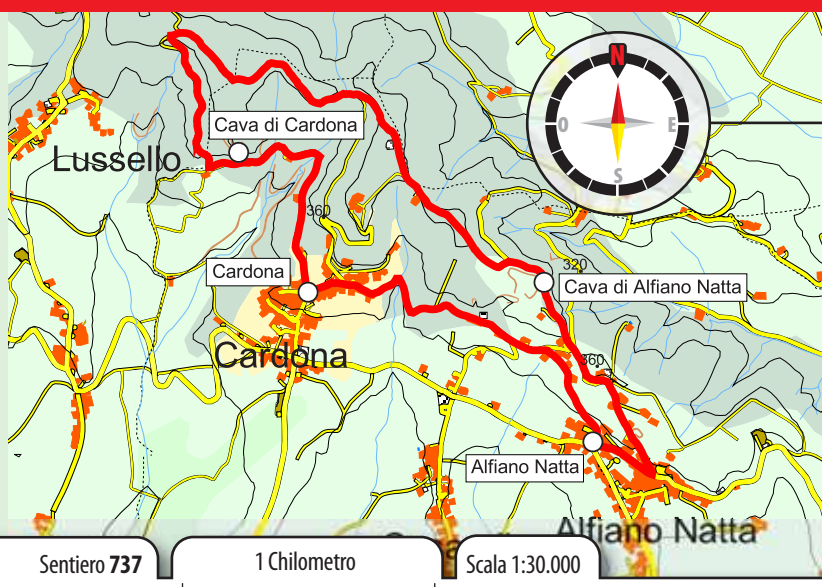 N
O
E
S
Cava di Cardona
Lussello
360
Cardona
320
Cava di Alfiano Natta
Cardona
360
Alfiano Natta
Alfiano Natta
Sentiero 737
1 Chilometro
Scala 1:30.000